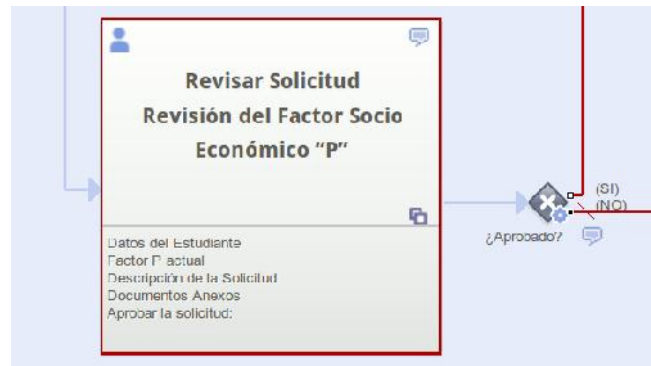 Revisar Solicitud
Revisión del Factor Socio
Económico “P”
Datos del Estudiante
Factor P actual
Descripción de la Solicitud
Documentos Anexos
Aprobar la solicitud:
(SI)
(NO)
¿Aprobado?